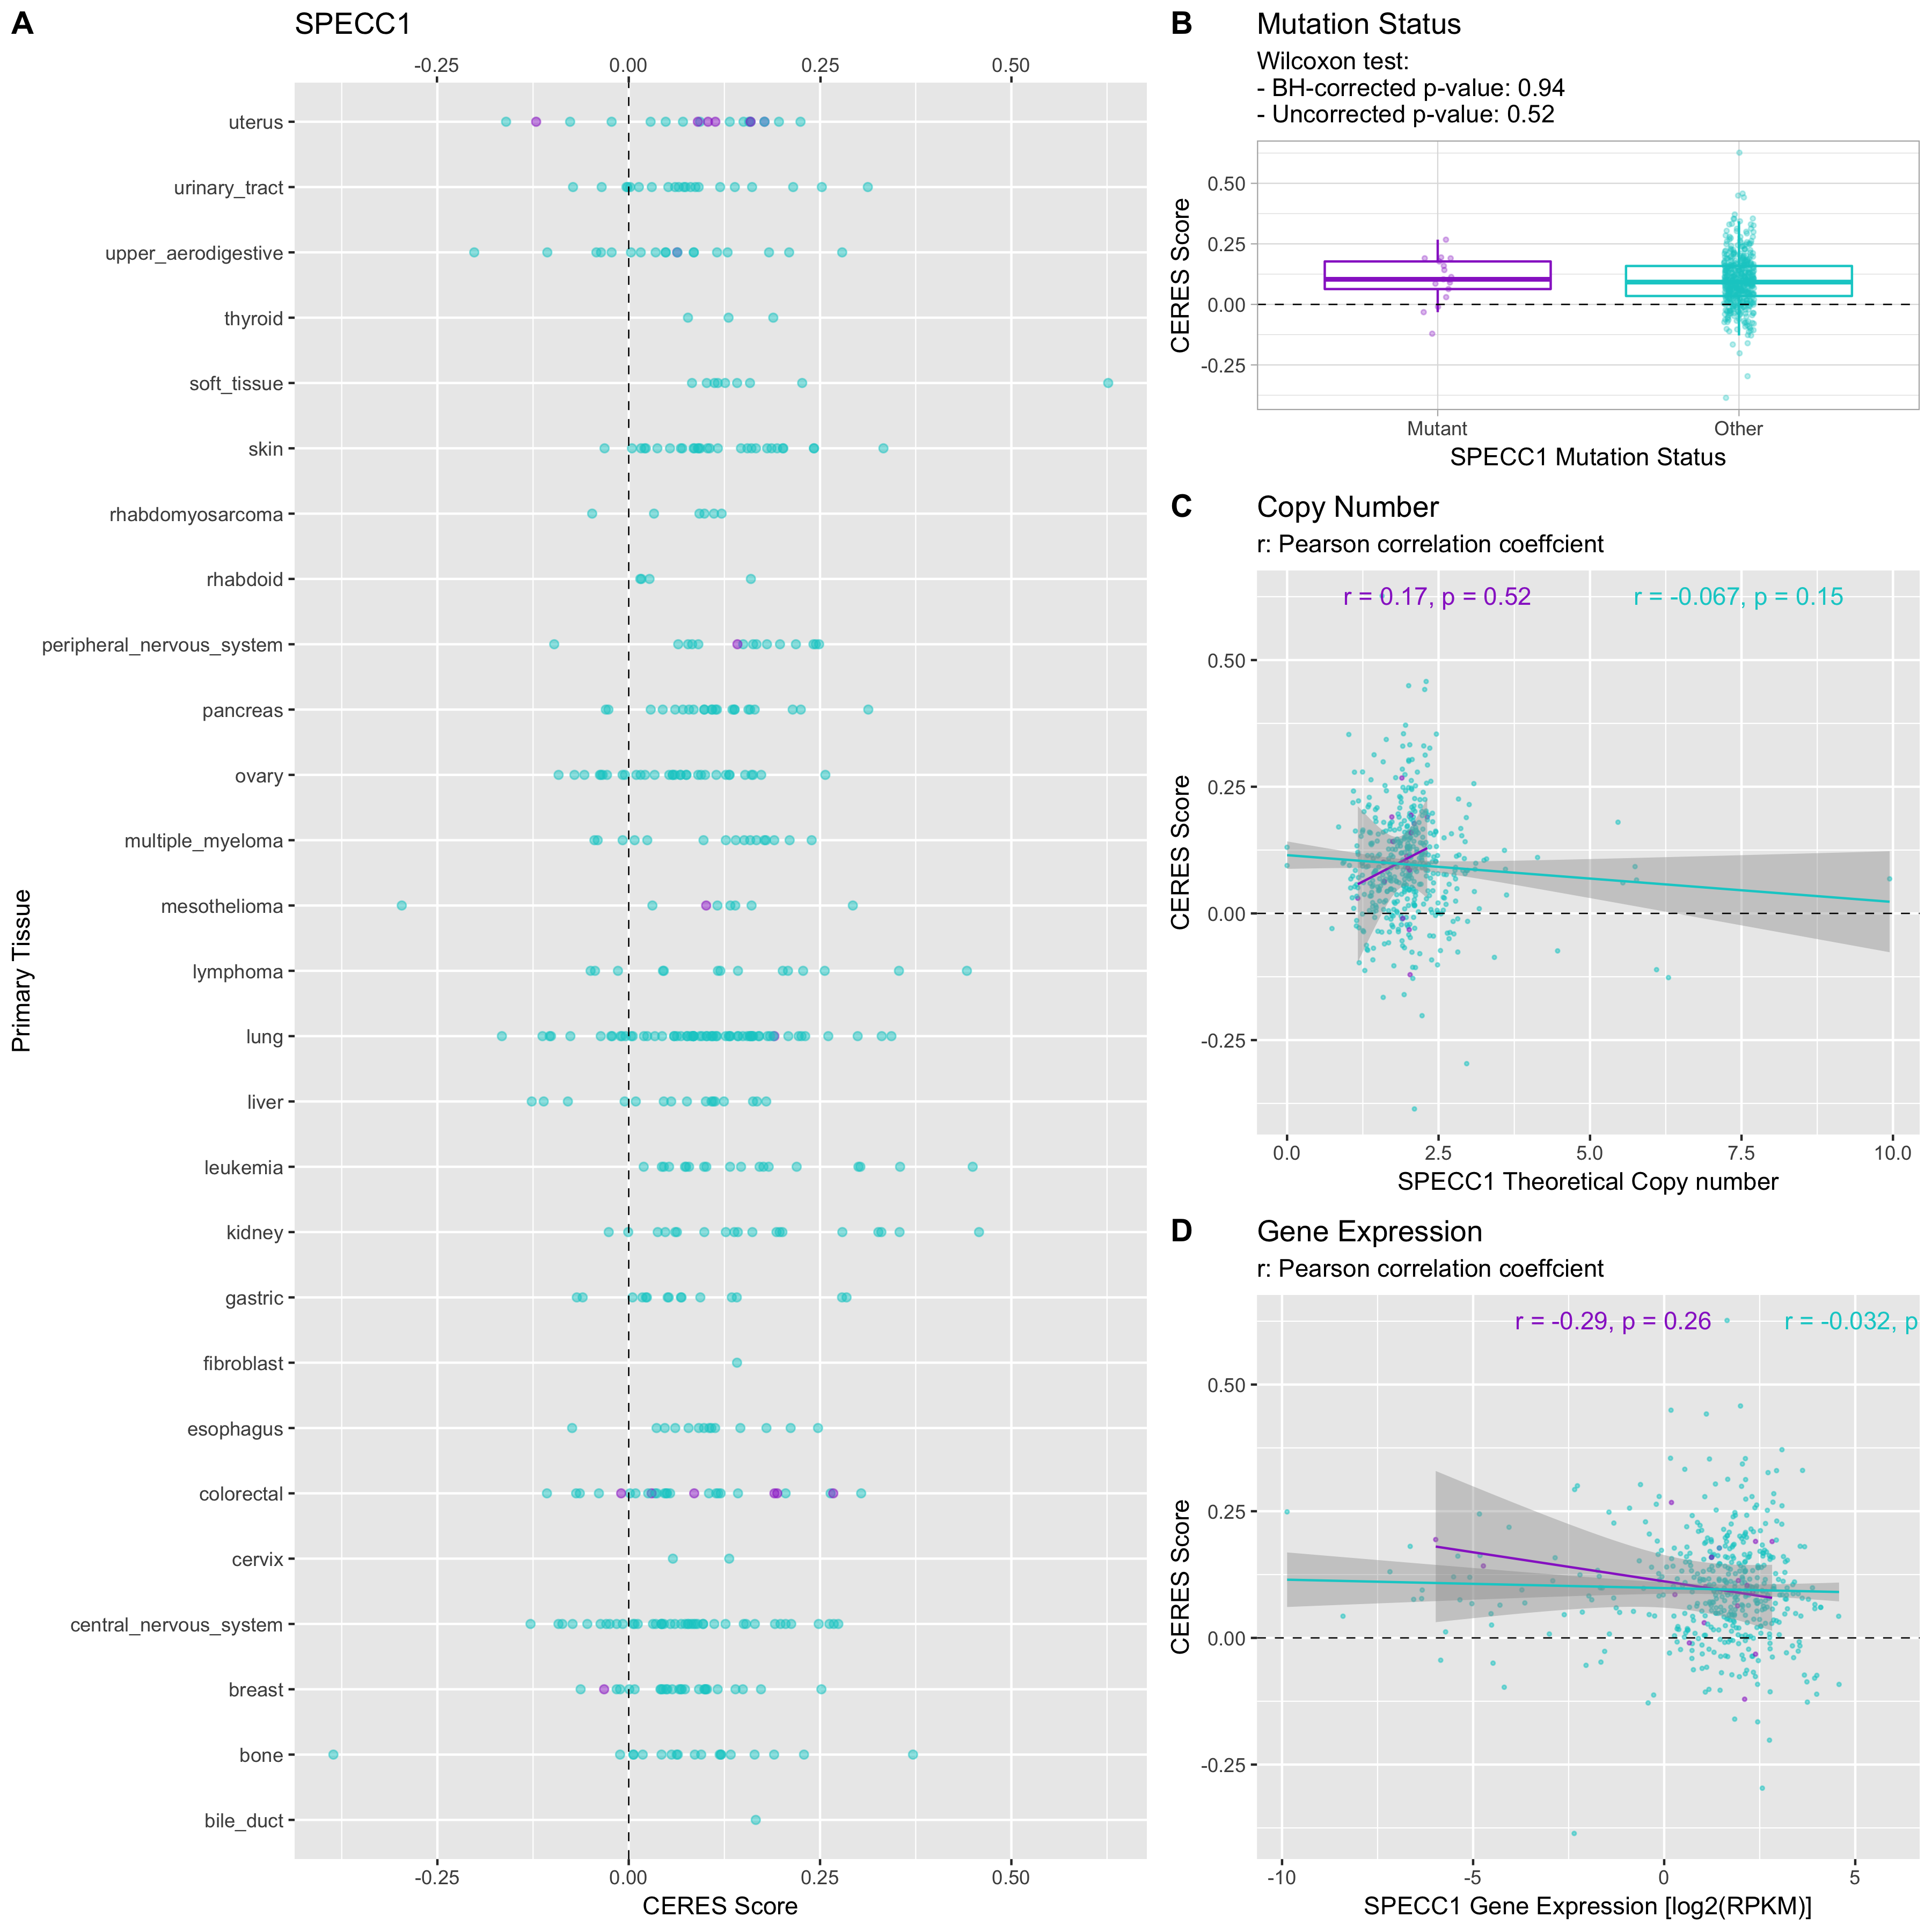 A
SPECC1
-0.25 0.00 0.25 0.50
Primary Tissue
uterus
urinary_tract
upper_aerodigestive
thyroid
soft_tissue
skin
rhabdomyosarcoma
rhabdoid
peripheral_nervous_system
pancreas
ovary
multiple_myeloma
mesothelioma
lymphoma
lung
liver
leukemia
kidney
gastric
fibroblast
esophagus
colorectal
cervix
central_nervous_system
breast
bone
bile_duct
-0.25 0.00 0.25 0.50
CERES Score
B
Mutation Status
Wilcoxon test:
- BH-corrected p-value: 0.94
- Uncorrected p-value: 0.52
CERES Score
0.50
0.25
0.00
-0.25
Mutant Other
SPECC1 Mutation Status
C
Copy Number
r: Pearson correlation coeffcient
r = 0.17, p = 0.52 r = -0.067, p = 0.15
CERES Score
0.50
0.25
0.00
-0.25
0.0 2.5 5.0 7.5 10.0
SPECC1 Theoretical Copy number
D
Gene Expression
r: Pearson correlation coeffcient
r = -0.29, p = 0.26 r = -0.032, p
CERES Score
0.50
0.25
0.00
-0.25
-10 -5 0 5
SPECC1 Gene Expression [log2(RPKM)]